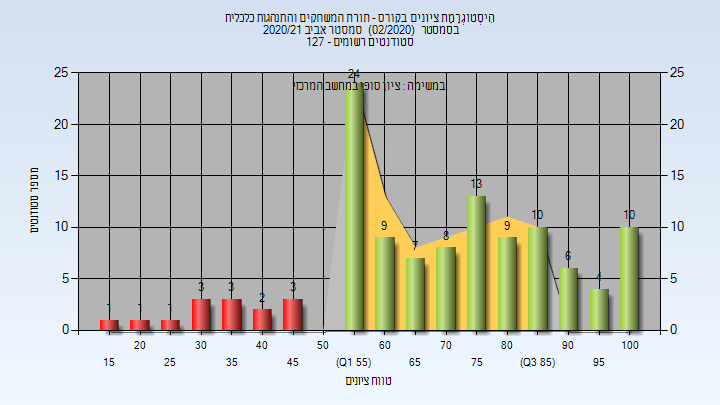 הִיסְטוֹגְרָמַת ציונים בקורס - תורת המשחקים והתנהגות כלכלית
בסמסטר (02/2020) סמסטר אביב 2020/21
סטודנטים רשומים - 127
במשימה : ציון סופי במחשב המרכזי
מספר סטודנטים
25 20 15 10 5 0
25 20 15 10 5 0
1 1 1 3 3 2 3 24 9 7 8 13 9 10 6 4 10
20 30 40 50 60 70 80 90 100
15 25 35 45 (Q1 55) 65 75 (Q3 85) 95
טווח ציונים